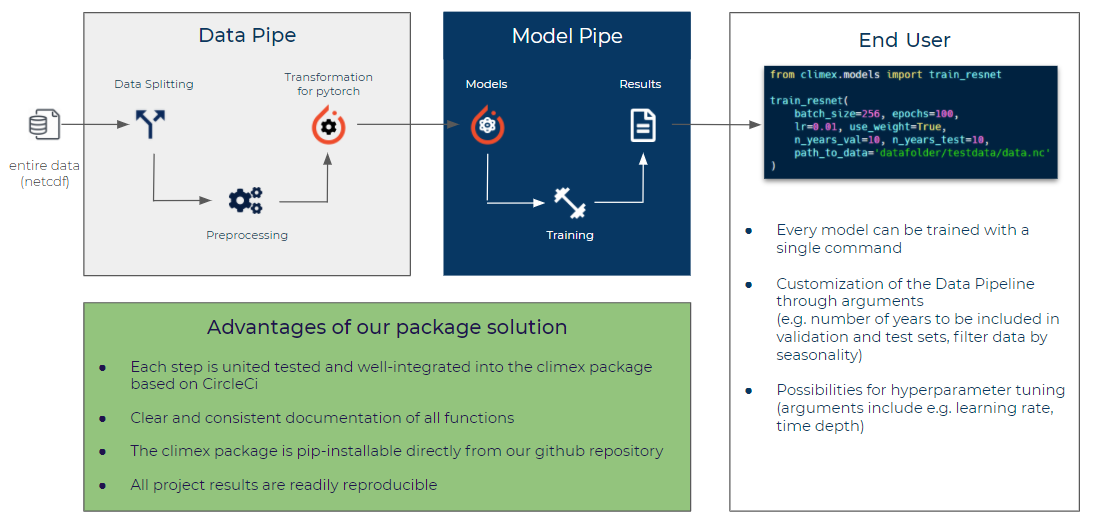 entire data
(netcdf)
Data Pipe
Data Splitting
Transformation
for pytorch
Preprocessing
Model Pipe
Models
Results
Training
End User
from climex.models import train_resnet
train_resnet(
batch_size=256, epochs=100,
lr=0.01, use_weight=True,
n_years_val=10, n_years_test=10,
path_to_data='datafolder/testdata/data.nc'
)
● Every model can be trained with a
single command
● Customization of the Data Pipeline
through arguments
(e.g. number of years to be included in
validation and test sets, filter data by
seasonality)
● Possibilities for hyperparameter tuning
(arguments include e.g. learning rate,
time depth)
Advantages of our package solution
● Each step is united tested and well-integrated into the climex package
based on CircleCi
● Clear and consistent documentation of all functions
● The climex package is pip-installable directly from our github repository
● All project results are readily reproducible